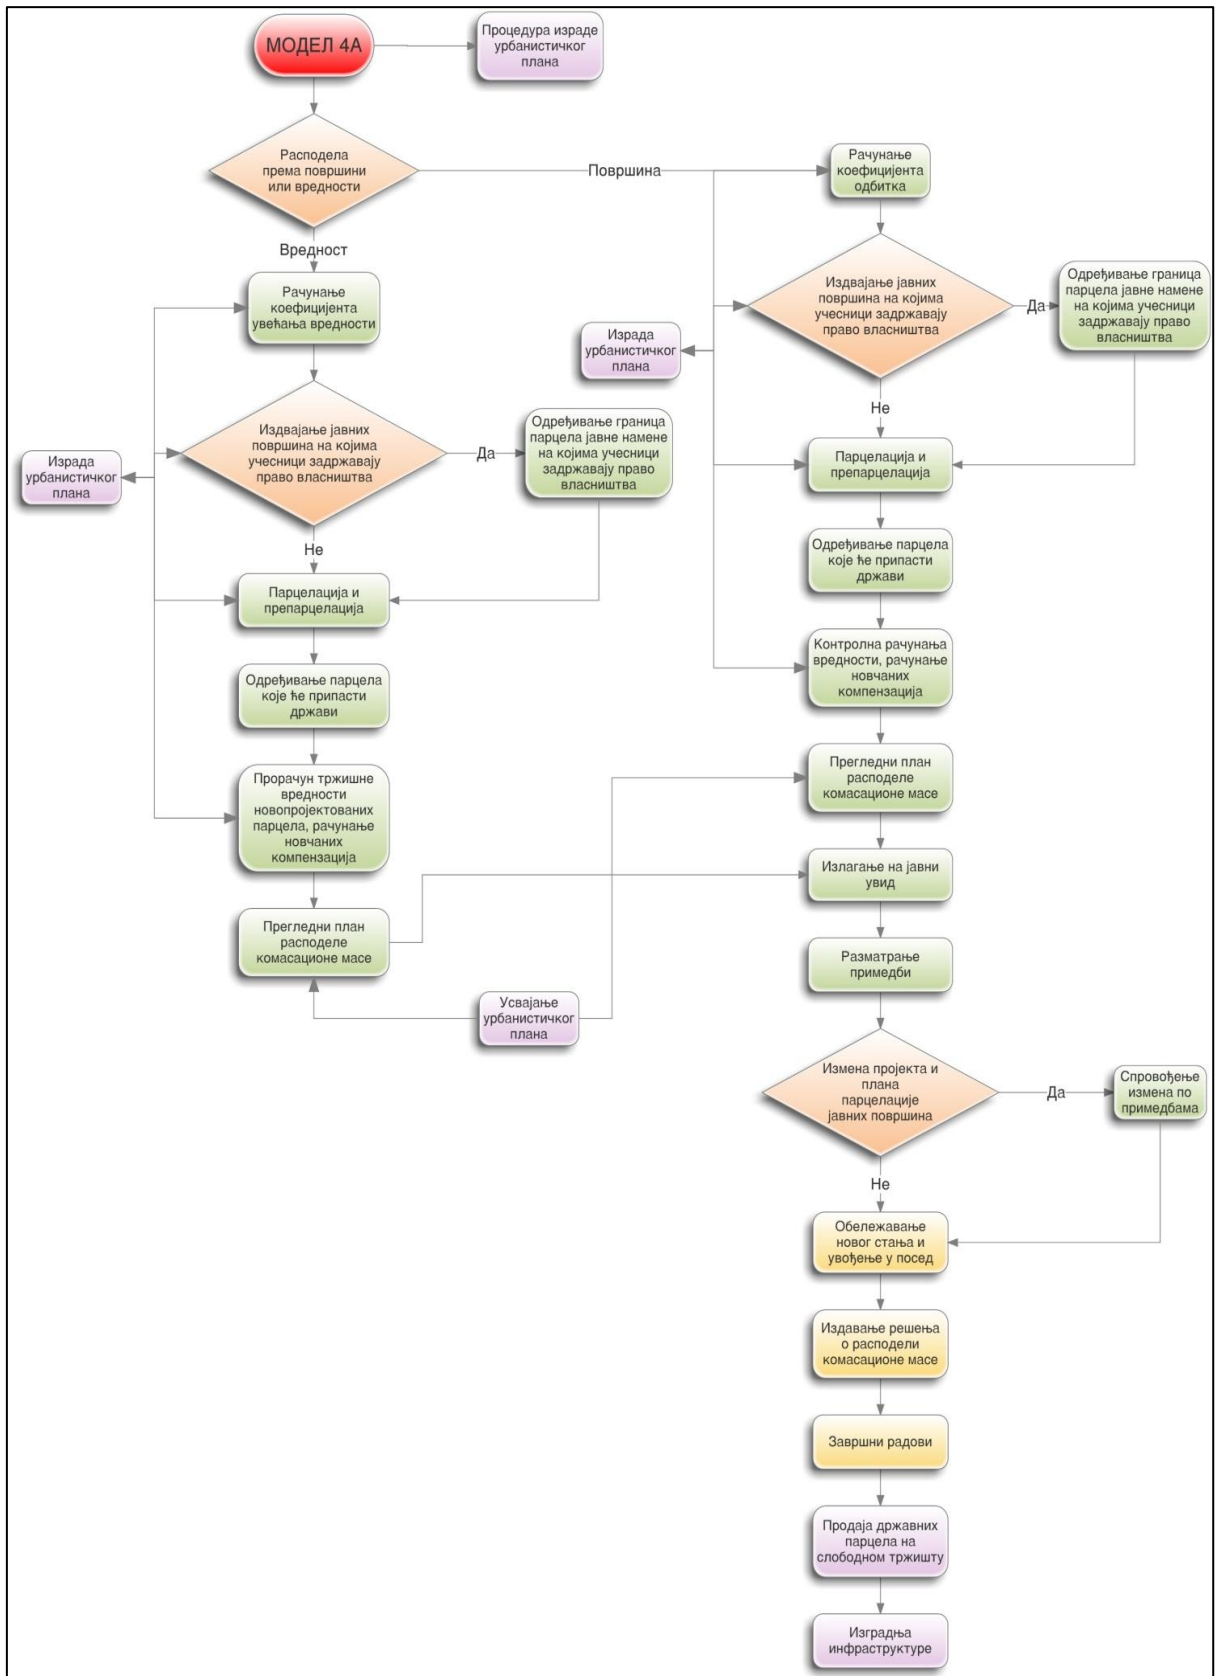 МОДЕЛ 4А
Процедура израде
урбанистичког
плана
Расподела
према површини
или вредности
Површина
Рачунање
коефицијента
одбитка
Вредност
Рачунање
коефицијента
увећања вредности
Издвајање јавних
површина на којима
учесници задржавају
право власништва
Да
Одређивање граница
парцела јавне намене
на којима учесници
задржавају право
власништва
Израда
урбанистичког
плана
Не
Издвајање јавних
површина на којима
учесници задржавају
право власништва
Да
Одређивање граница
парцела јавне намене
на којима учесници
задржавају право
власништва
Израда
урбанистичког
плана
Не
Парцелација и
препарцелација
Одређивање парцела
које ће припасти
држави
Контролна рачунања
вредности, рачунање
новчаних
компензација
Парцелација и
препарцелација
Одређивање парцела
које ће припасти
држави
Прорачун тржишне
вредности
новопројектованих
парцела, рачунање
новчаних
компензација
Прегледни план
расподеле
комасационе масе
Прегледни план
расподеле
комасационе масе
Излагање на јавни
увид
Разматрање
примедби
Усвајање
урбанистичког
плана
Измена пројекта и
плана
парцелације
јавних површина
Да
Спровођење
измена по
примедбама
Не
Обележавање
новог стања и
увођење у посед
Издавање решења
о расподели
комасационе масе
Завршни радови
Продаја државних
парцела на
слободном тржишту
Изградња
инфраструктуре